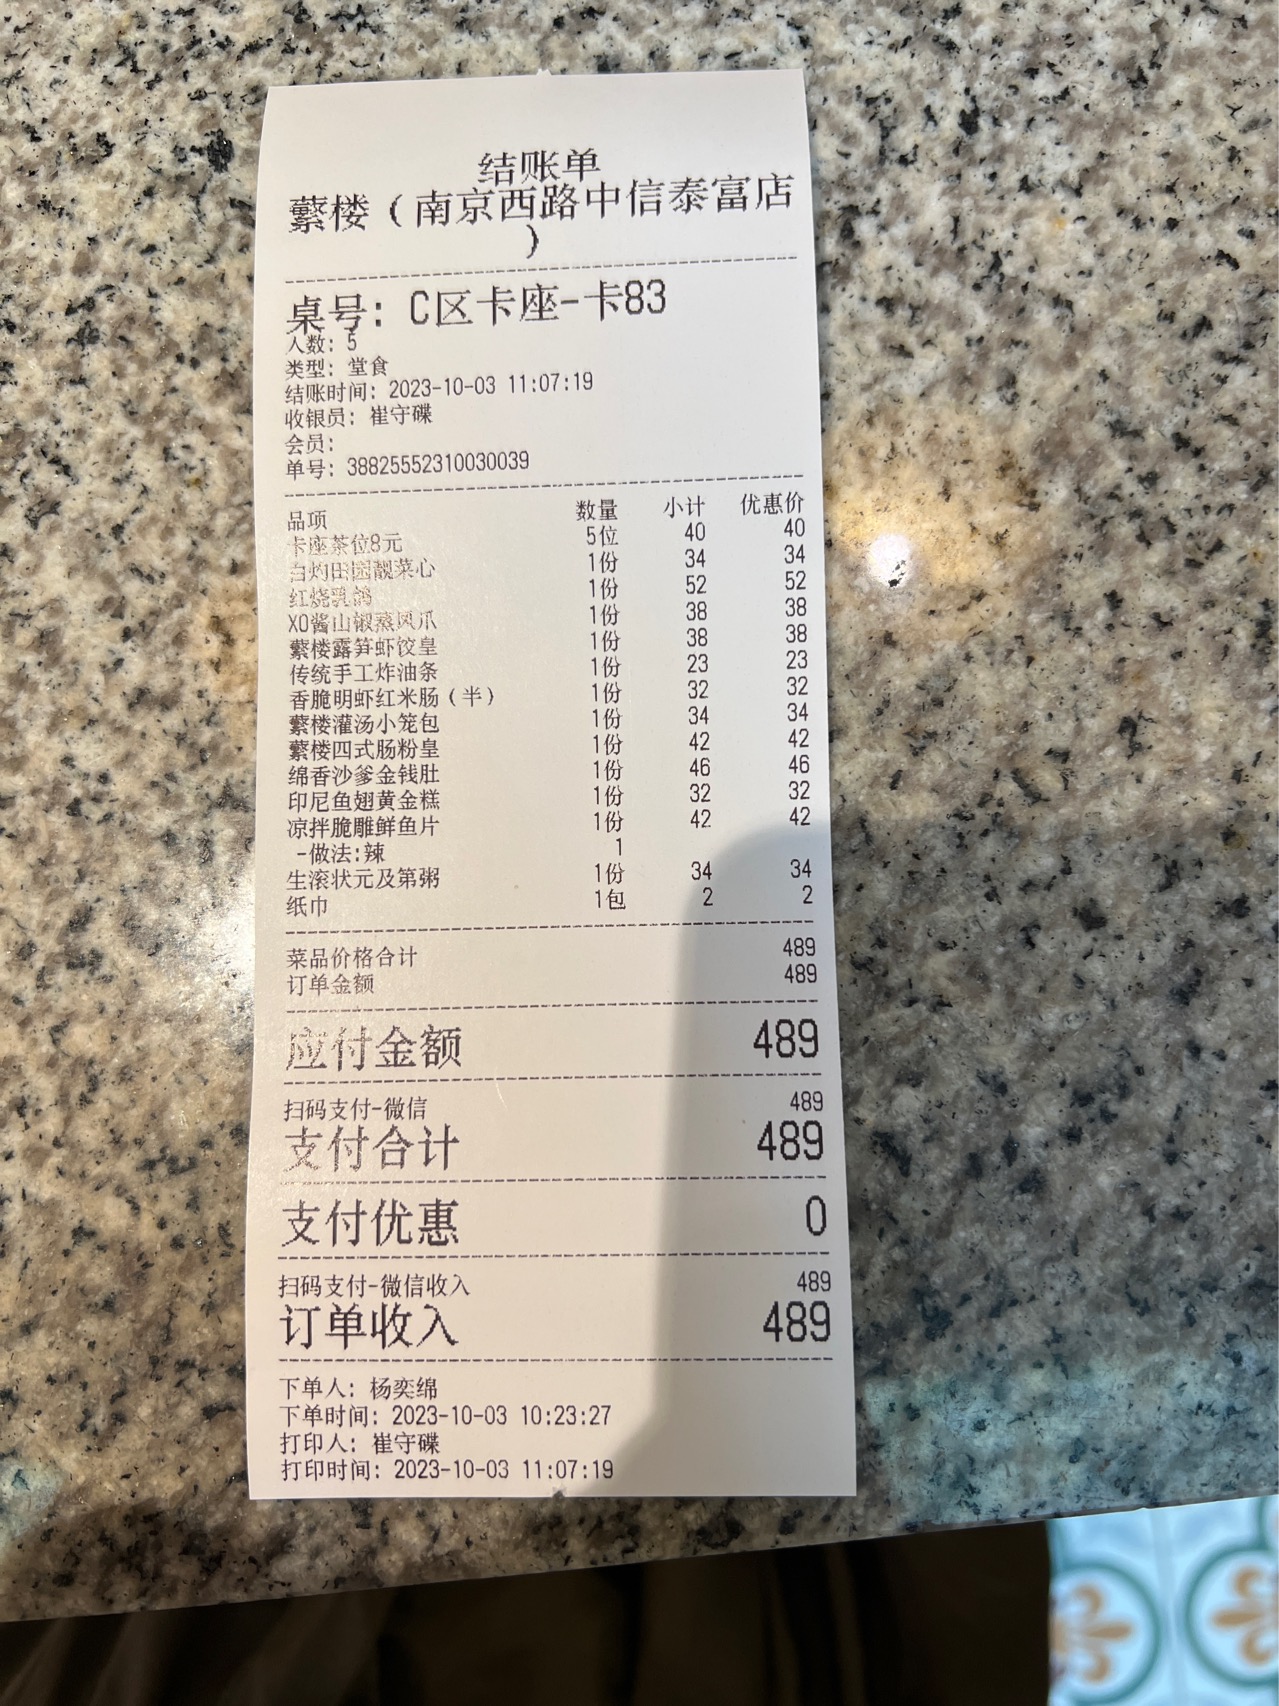 结账单
蘩楼（南京西路中信泰富店
）
桌号: C区卡座-卡83
人数: 5
类型: 堂食
结账时间: 2023-10-03 11:07:19
收银员: 崔守碟
会员:
单号: 38825552310030039
品项 数量 小计 优惠价
卡座茶位8元 5位 40 40
白灼田园靓菜心 1份 34 34
红烧乳鸽 1份 52 52
XO酱山椒蒸凤爪 1份 38 38
蘩楼露笋虾饺皇 1份 38 38
传统手工炸油条 1份 23 23
香脆明虾红米肠（半） 1份 32 32
蘩楼灌汤小笼包 1份 34 34
蘩楼四式肠粉皇 1份 42 42
绵香沙爹金钱肚 1份 46 46
印尼鱼翅黄金糕 1份 32 32
凉拌脆雕鲜鱼片 1份 42 42
-做法:辣 1
生滚状元及第粥 1份 34 34
纸巾 1包 2 2
菜品价格合计 489
订单金额 489
应付金额 489
扫码支付-微信 489
支付合计 489
支付优惠 0
扫码支付-微信收入 489
订单收入 489
下单人: 杨奕绵
下单时间: 2023-10-03 10:23:27
打印人: 崔守碟
打印时间: 2023-10-03 11:07:19